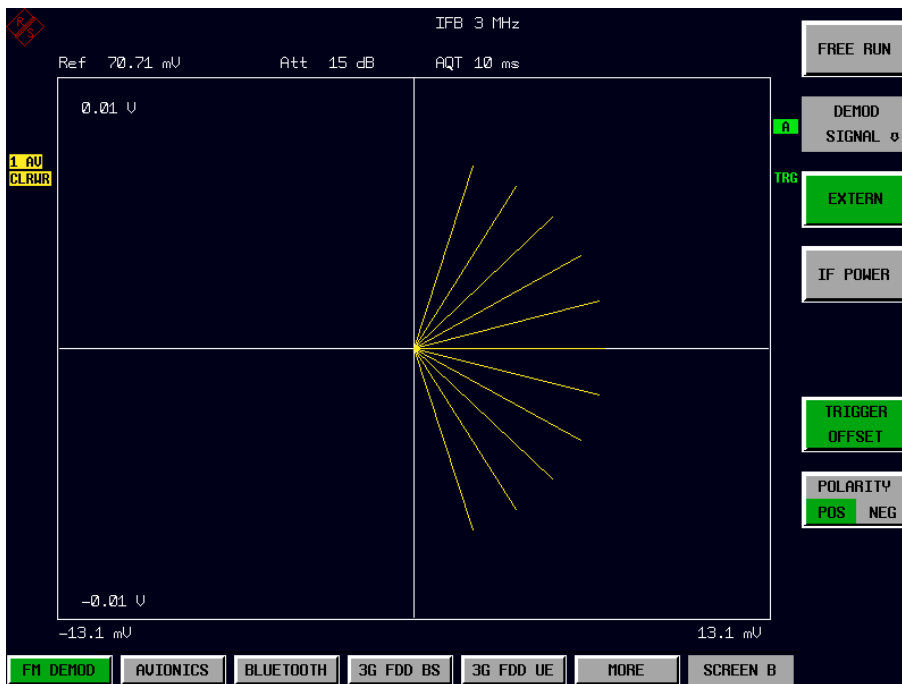 R
S
IFB 3 MHz
Ref 70.71 mV Att 15 dB AQT 10 ms
0.01 V
A
1 AV
CLRWR
TRG
-0.01 V
-13.1 mV 13.1 mV
FREE RUN
DEMOD
SIGNAL
EXTERN
IF POWER
TRIGGER
OFFSET
POLARITY
POS NEG
FM DEMOD AVIONICS BLUETOOTH 3G FDD BS 3G FDD UE MORE SCREEN B